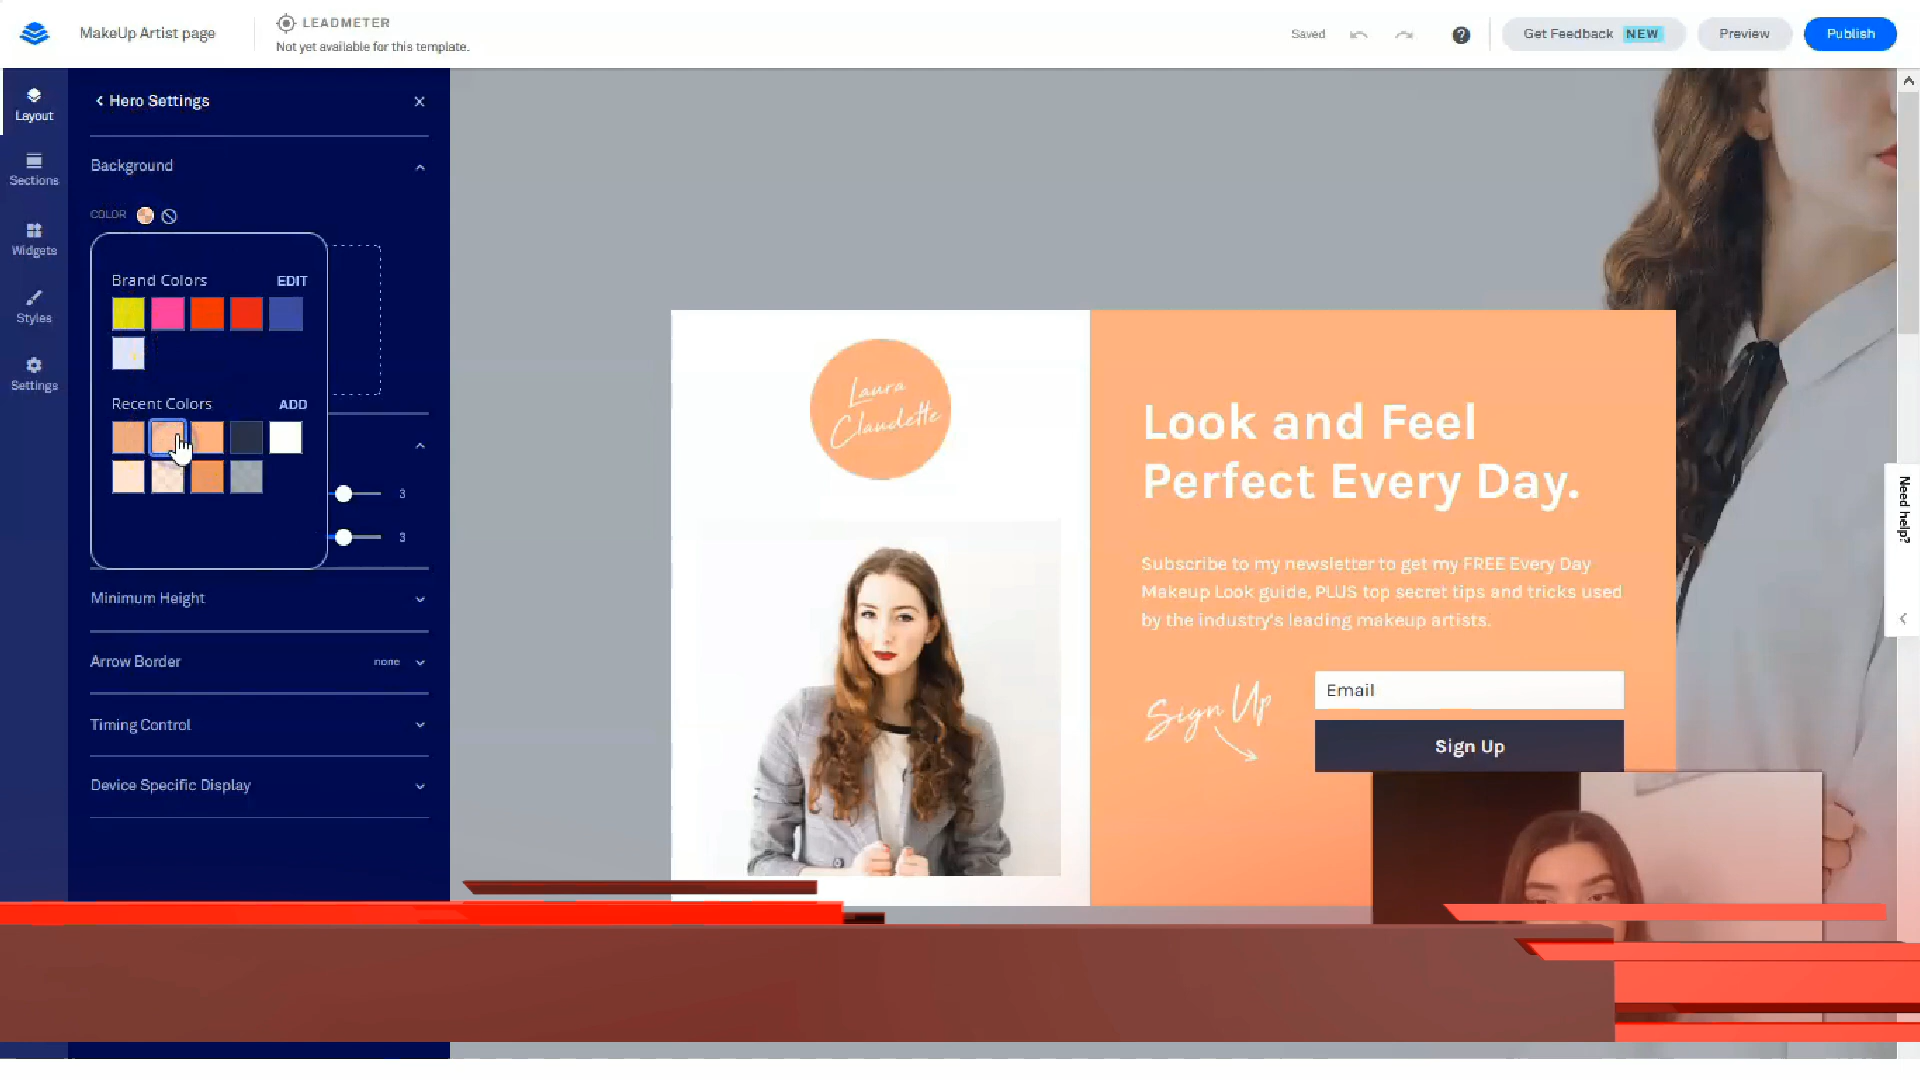 MakeUp Artist page
LEADMETER
Not yet available for this template.
Saved
?
Get Feedback NEW
Preview
Publish
Layout
Sections
Widgets
Styles
Settings
Hero Settings
Background
COLOR
Brand Colors EDIT
Recent Colors ADD
3
3
Minimum Height
Arrow Border none
Timing Control
Device Specific Display
Laura
Claudette
Look and Feel
Perfect Every Day.
Subscribe to my newsletter to get my FREE Every Day
Makeup Look guide, PLUS top secret tips and tricks used
by the industry's leading makeup artists.
Sign Up
Email
Sign Up
Need help?